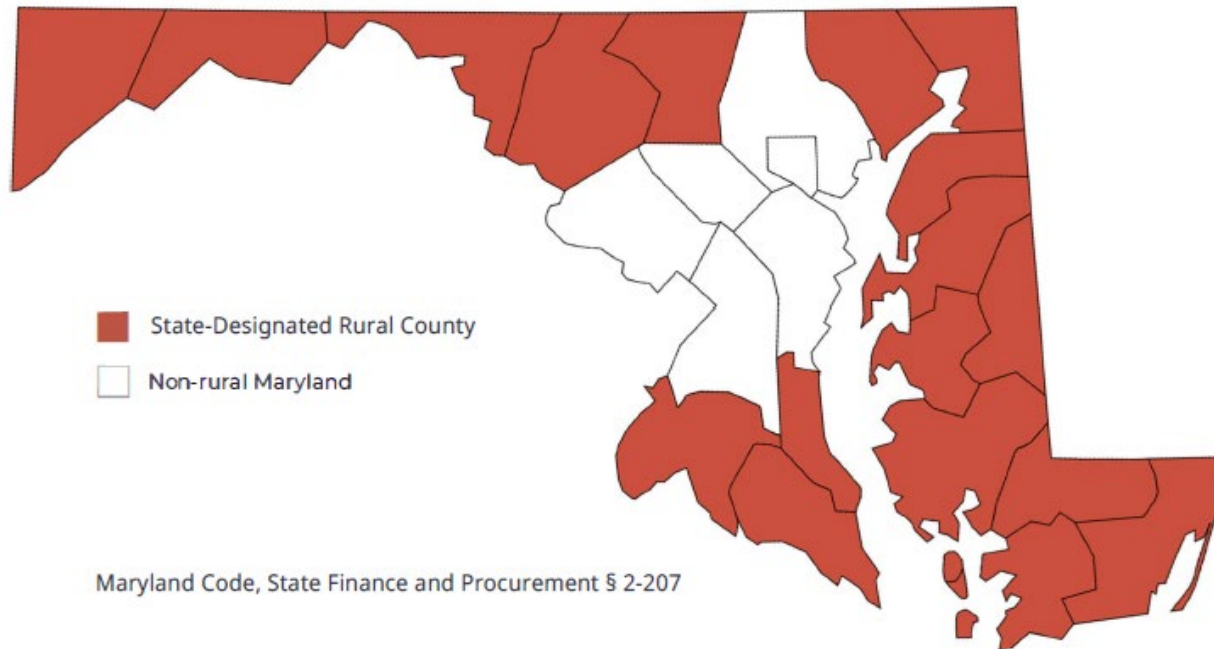 State-Designated Rural County
Non-rural Maryland
Maryland Code, State Finance and Procurement § 2-207